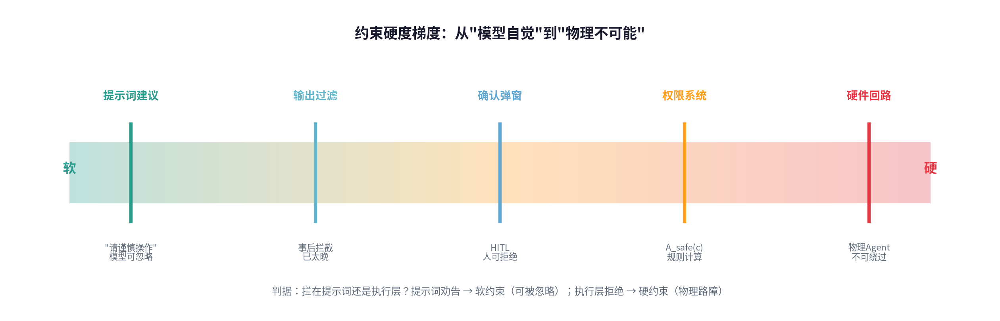 约束硬度梯度：从"模型自觉"到"物理不可能"
提示词建议
输出过滤
确认弹窗
权限系统
硬件回路
软
硬
"请谨慎操作"
模型可忽略
事后拦截
已太晚
HITL
人可拒绝
A_safe(c)
规则计算
物理Agent
不可绕过
判据：拦在提示词还是执行层？提示词劝告 → 软约束（可被忽略）；执行层拒绝 → 硬约束（物理路障）